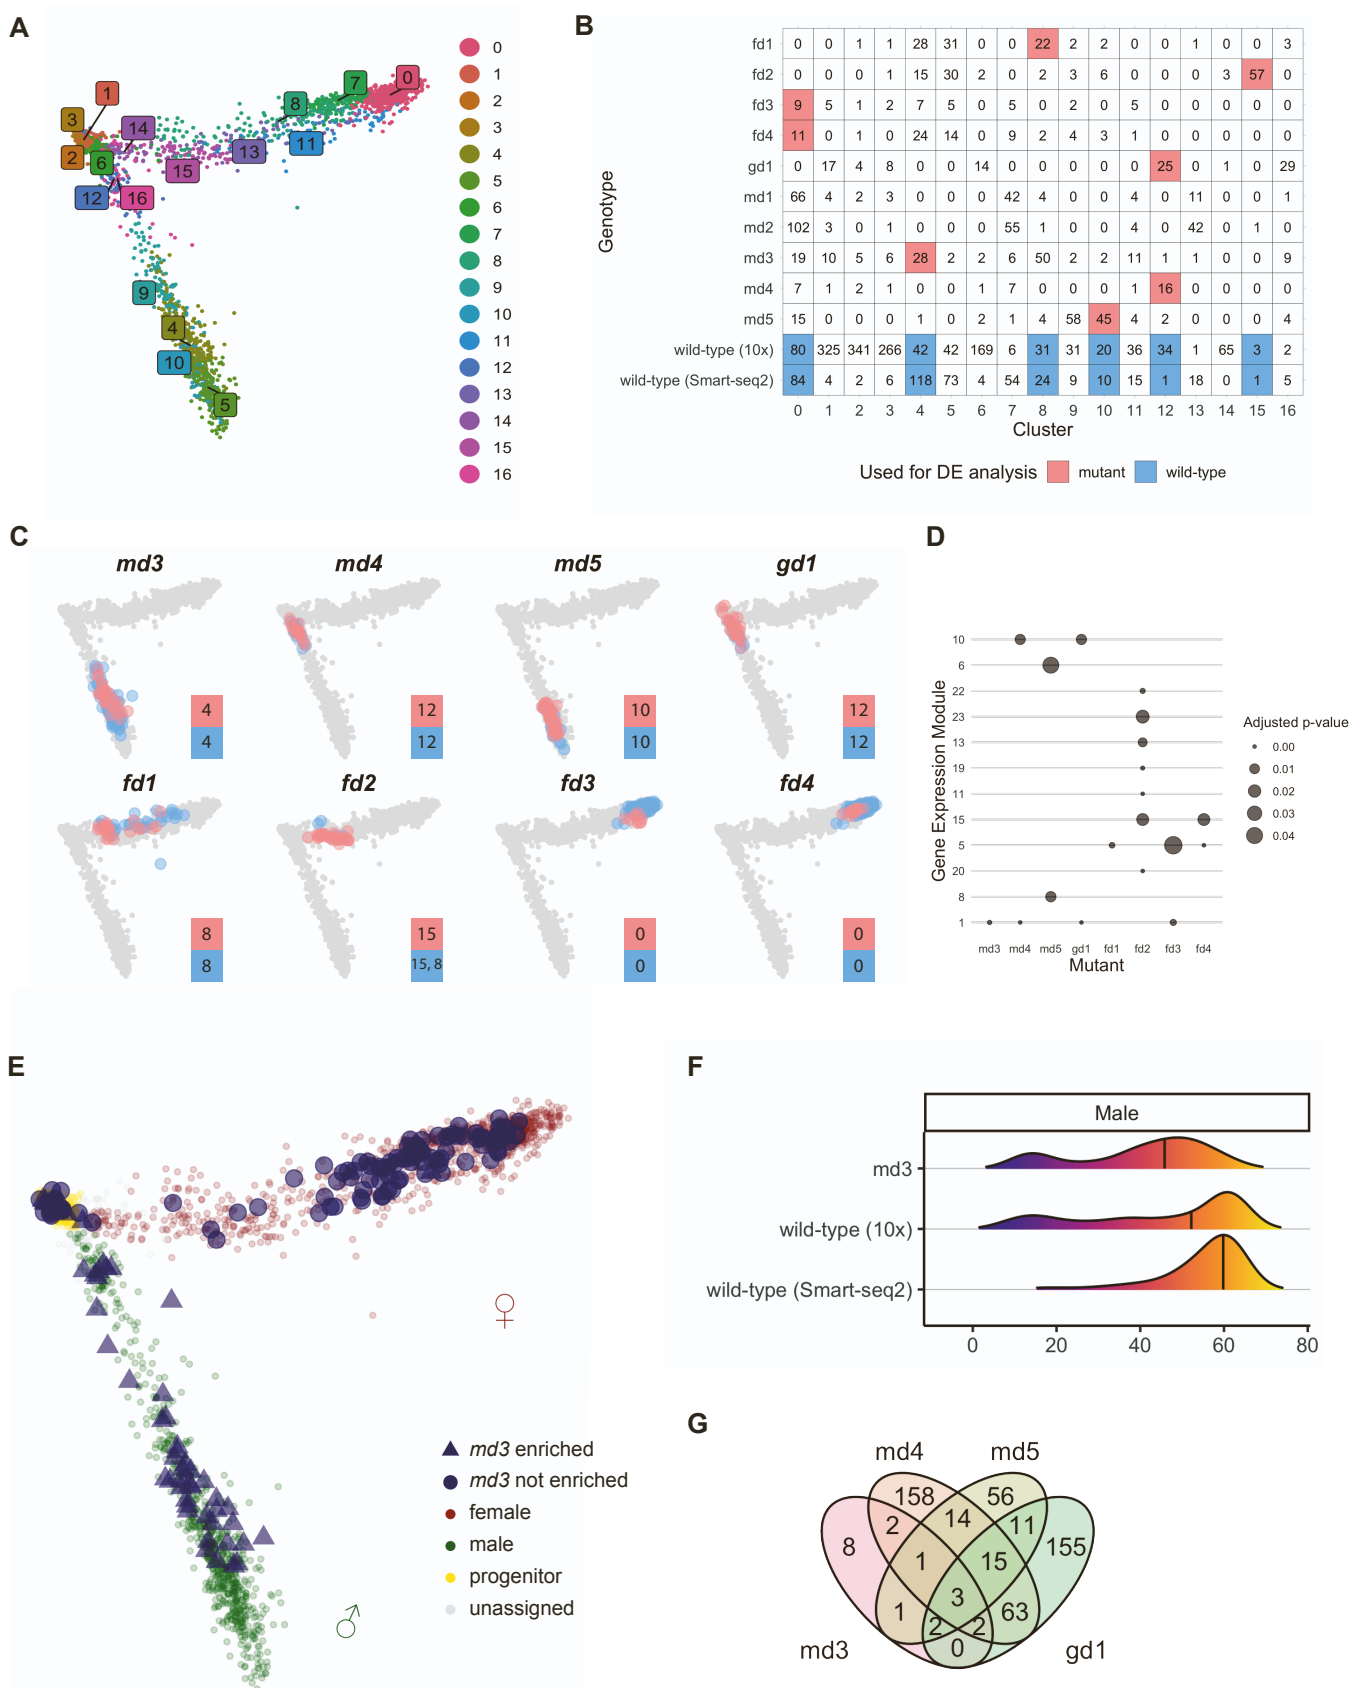 A
0
1
2
3
4
5
6
7
8
9
10
11
12
13
14
15
16
7
0
8
1
3
14
11
13
2
6
15
12
16
9
4
10
5
B
Genotype
fd1 0 0 1 1 28 31 0 0 22 2 2 0 0 1 0 0 3
fd2 0 0 0 1 15 30 2 0 2 3 6 0 0 0 3 57 0
fd3 9 5 1 2 7 5 0 5 0 2 0 5 0 0 0 0 0
fd4 11 0 1 0 24 14 0 9 2 4 3 1 0 0 0 0 0
gd1 0 17 4 8 0 0 14 0 0 0 0 0 25 0 1 0 29
md1 66 4 2 3 0 0 0 42 4 0 0 4 0 11 0 0 1
md2 102 3 0 1 0 0 0 55 1 0 0 4 0 42 0 1 0
md3 19 10 5 6 28 2 2 6 50 2 2 11 1 1 0 0 9
md4 7 1 2 1 0 0 1 7 0 0 0 1 16 0 0 0 0
md5 15 0 0 0 1 0 2 1 4 58 45 4 2 0 0 0 4
wild-type (10x) 80 325 341 266 42 42 169 6 31 31 20 36 34 1 65 3 2
wild-type (Smart-seq2) 84 4 2 6 118 73 4 54 24 9 10 15 1 18 0 1 5
0 1 2 3 4 5 6 7 8 9 10 11 12 13 14 15 16
Cluster
Used for DE analysis mutant wild-type
C
md3 md4 md5 gd1
4 12 10 12
4 12 10 12
fd1 fd2 fd3 fd4
8 15 0 0
8 15, 8 0 0
D
Gene Expression Module
10
6
22
23
13
19
11
15
5
20
8
1
md3 md4 md5 gd1 fd1 fd2 fd3 fd4
Mutant
Adjusted p-value
0.00
0.01
0.02
0.03
0.04
E
♀
♂
md3 enriched
md3 not enriched
female
male
progenitor
unassigned
F
Male
md3
wild-type (10x)
wild-type (Smart-seq2)
0 20 40 60 80
G
md4 md5
158 56
2 14 11
8 1 15 155
3
1 63
2 2
0
md3 gd1